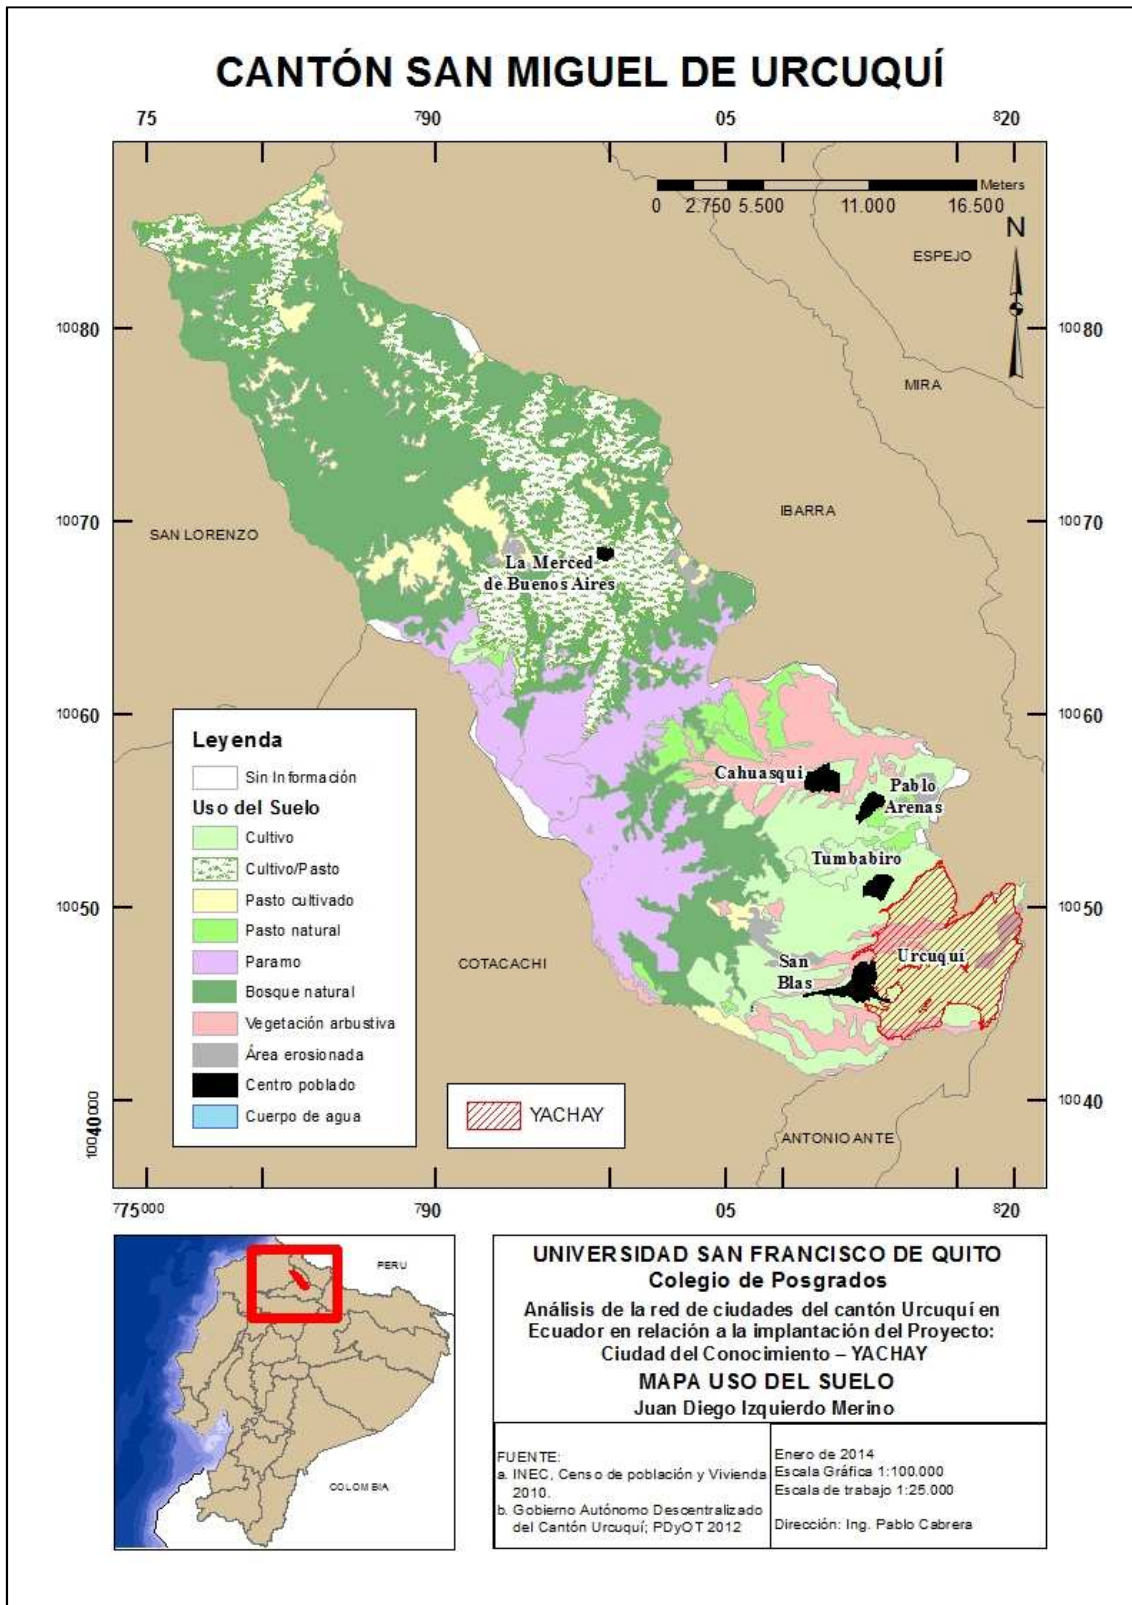 CANTÓN SAN MIGUEL DE URCUQUÍ
75 790 05 820
Meters
0 2.750 5.500 11.000 16.500
N
ESPEJO
10080 10080
MIRA
IBARRA
10070 10070
SAN LORENZO
La Merced
de Buenos Aires
10060 10060
Leyenda
Sin Información
Uso del Suelo
Cultivo
Cultivo/Pasto
Pasto cultivado
Pasto natural
Paramo
Bosque natural
Vegetación arbustiva
Área erosionada
Centro poblado
Cuerpo de agua
Cahuasqui
Pablo
Arenas
Tumbabiro
10050 10050
San
Blas
Urcuquí
COTACACHI
YACHAY
ANTONIO ANTE
10040000 10040
775000 790 05 820
PERU
COLOMBIA
UNIVERSIDAD SAN FRANCISCO DE QUITO
Colegio de Posgrados
Análisis de la red de ciudades del cantón Urcuquí en
Ecuador en relación a la implantación del Proyecto:
Ciudad del Conocimiento – YACHAY
MAPA USO DEL SUELO
Juan Diego Izquierdo Merino
FUENTE:
a. INEC, Censo de población y Vivienda
2010.
b. Gobierno Autónomo Descentralizado
del Cantón Urcuquí; PDyOT 2012
Enero de 2014
Escala Gráfica 1:100.000
Escala de trabajo 1:25.000
Dirección: Ing. Pablo Cabrera